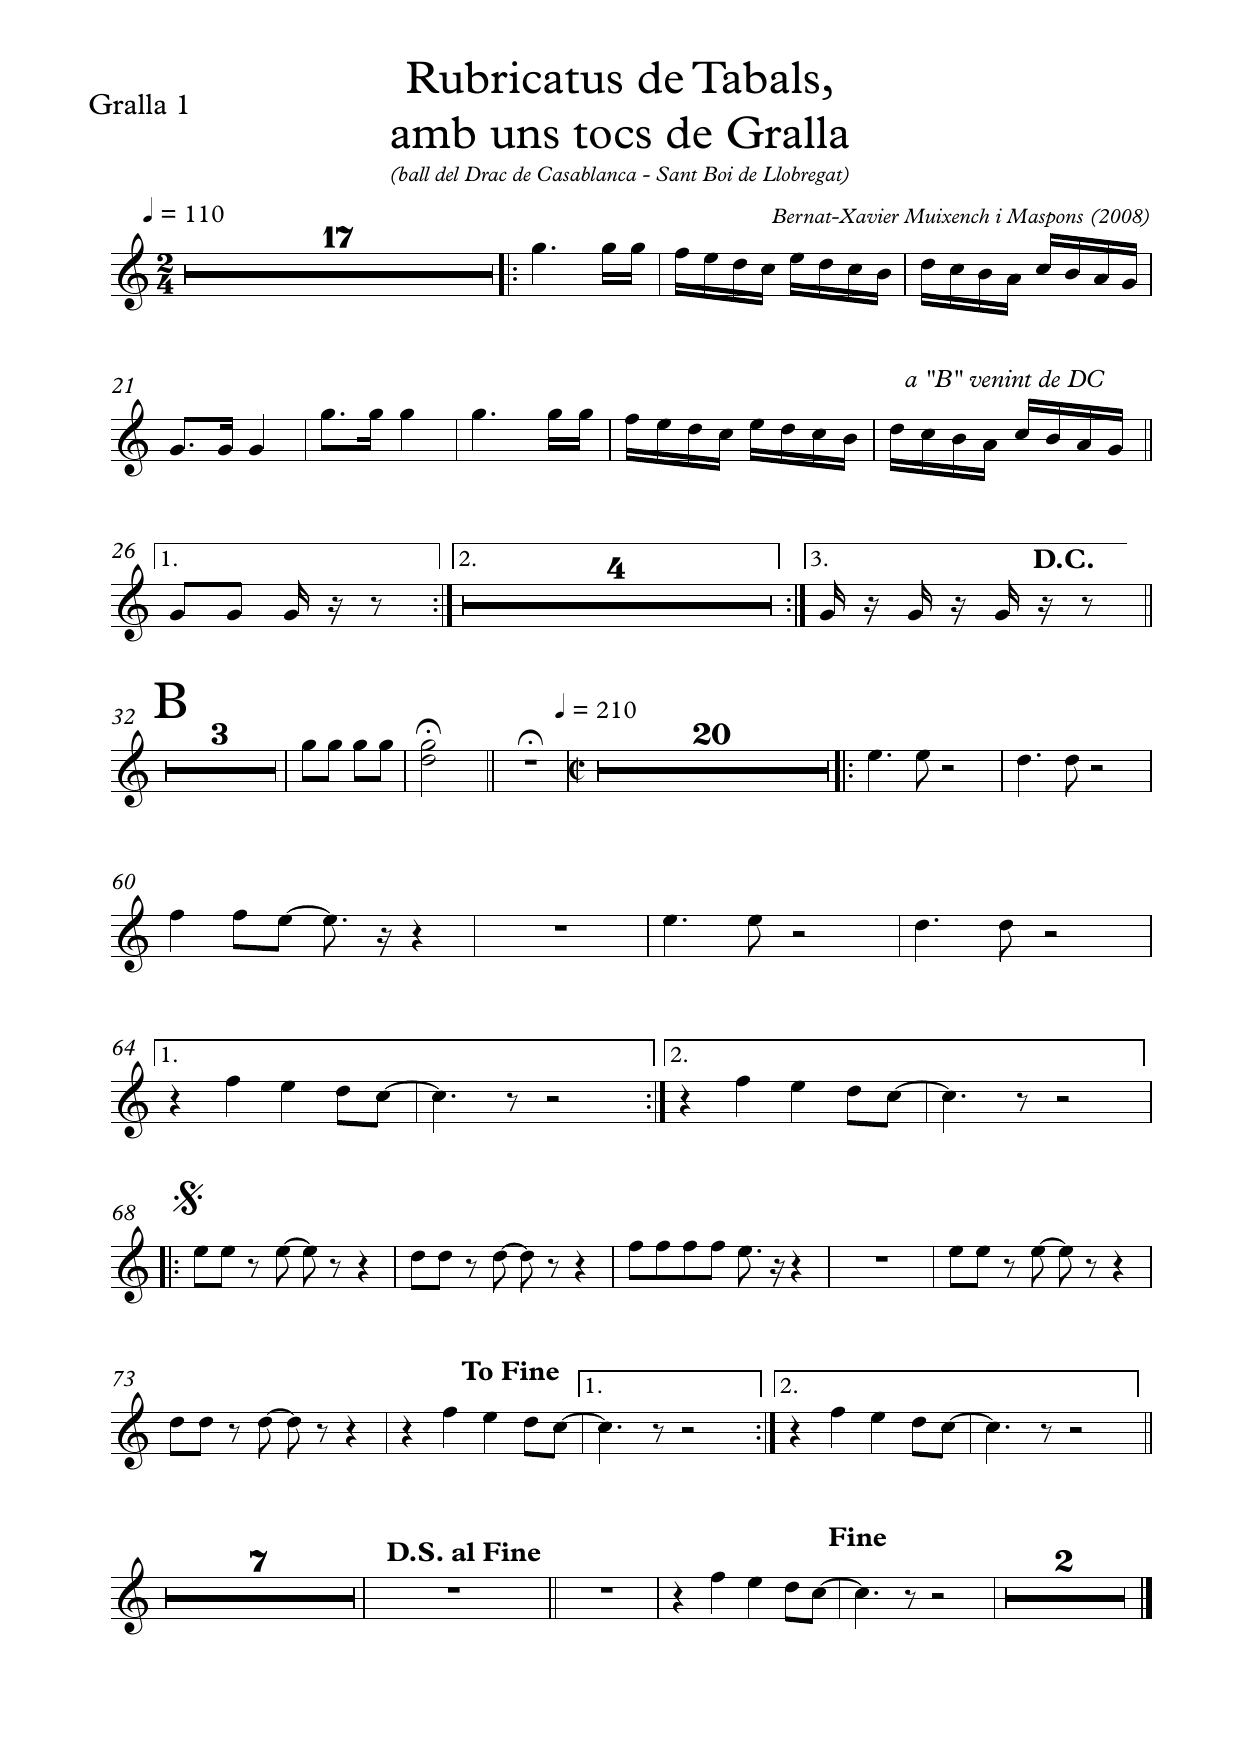 Gralla 1
Rubricatus de Tabals,
amb uns tocs de Gralla
(ball del Drac de Casablanca - Sant Boi de Llobregat)
♩ = 110
Bernat-Xavier Muixench i Maspons (2008)
17
2
4
21
a "B" venint de DC
26
1.
2.
4
3.
D.C.
32
B
3
♩ = 210
20
60
64
1.
2.
68
73
To Fine
1.
2.
7
D.S. al Fine
Fine
2